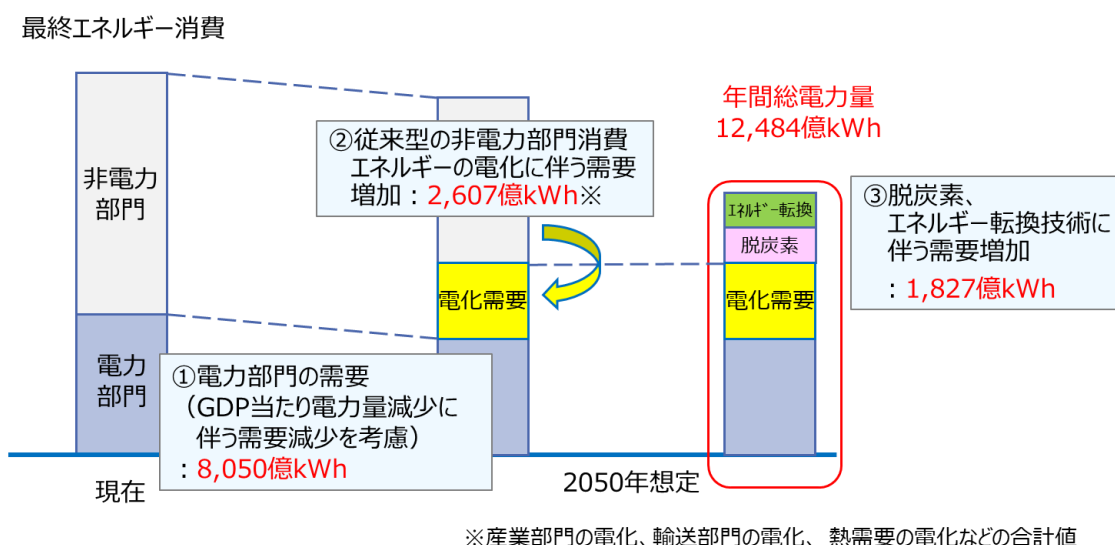 最終エネルギー消費
年間総電力量
12,484億kWh
②従来型の非電力部門消費
エネルギーの電化に伴う需要
増加：2,607億kWh※
非電力
部門
ｴﾈﾙｷﾞｰ転換
脱炭素
③脱炭素、
エネルギー転換技術に
伴う需要増加
：1,827億kWh
電化需要
電化需要
電力
部門
①電力部門の需要
（GDP当たり電力量減少に
伴う需要減少を考慮）
：8,050億kWh
現在
2050年想定
※産業部門の電化、輸送部門の電化、熱需要の電化などの合計値